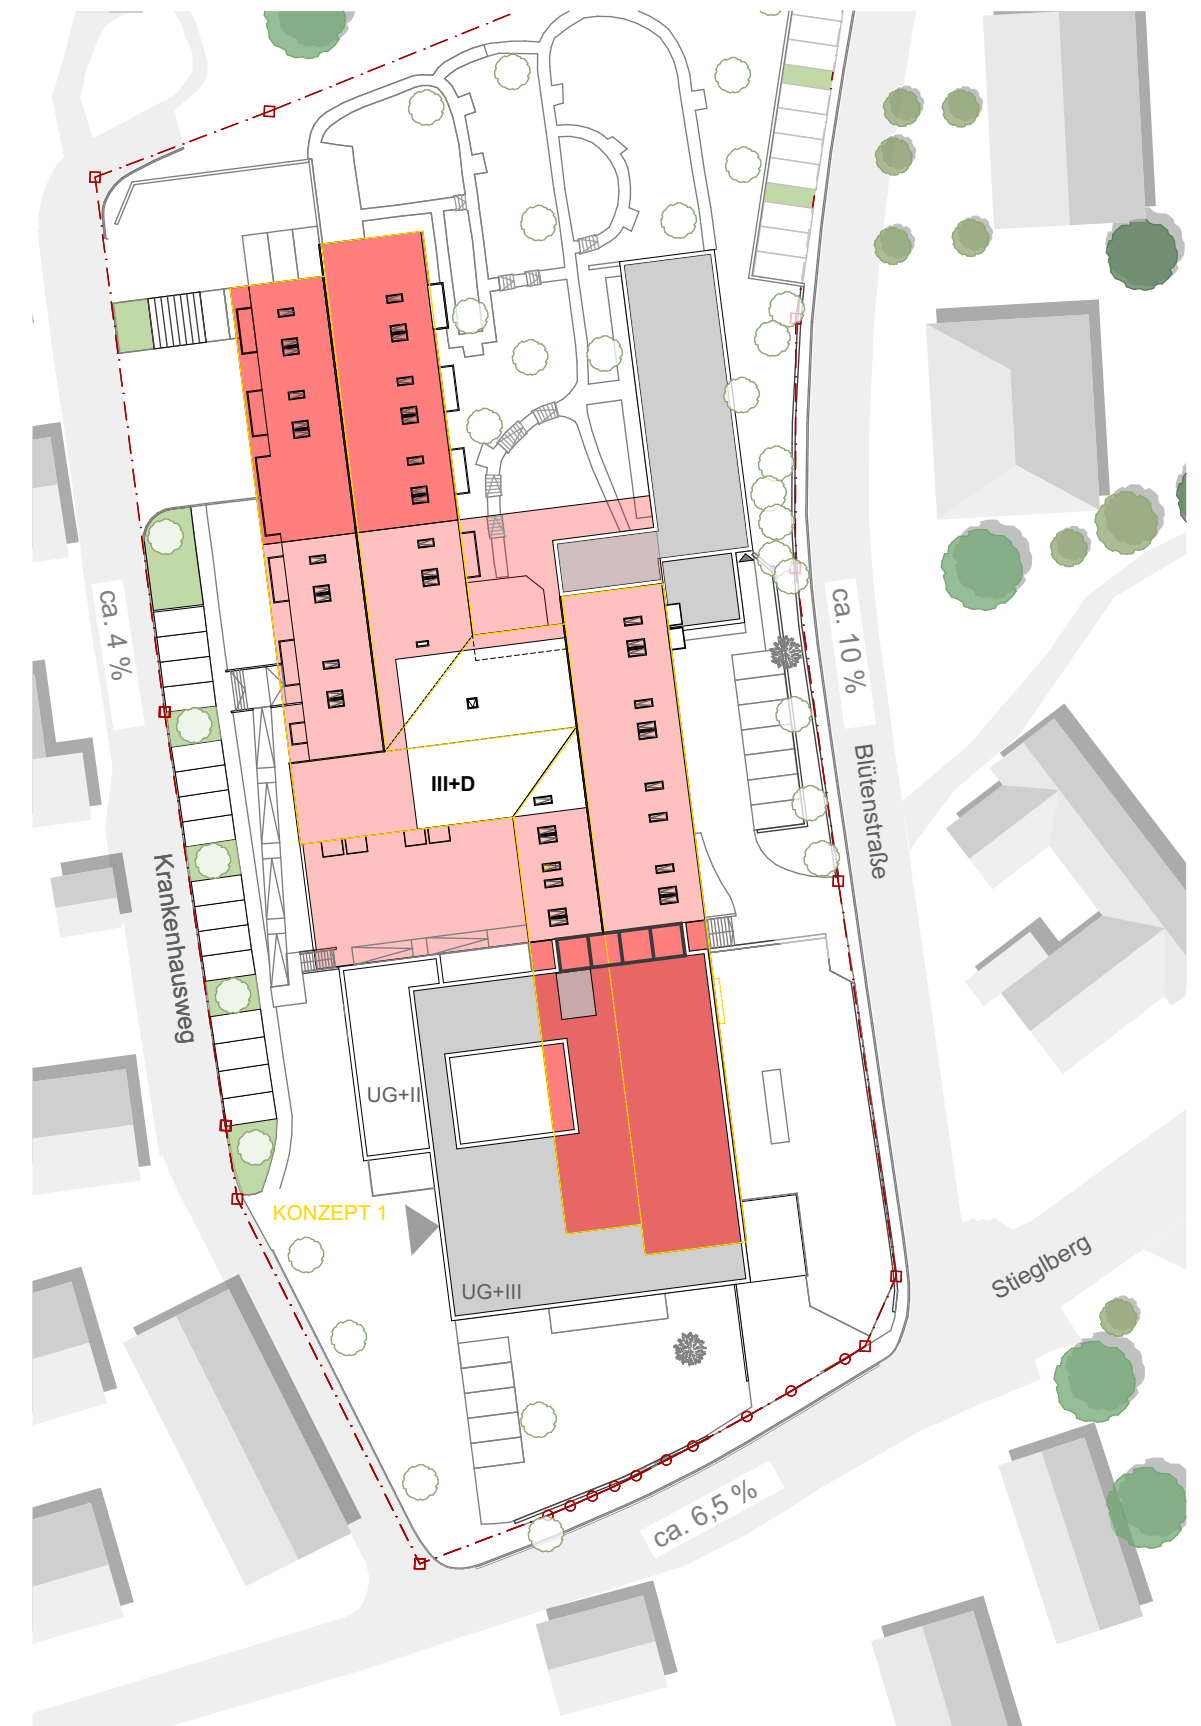 ca. 4 %
ca. 10 %
Blütenstraße
III+D
Krankenhausweg
UG+II
KONZEPT 1
UG+III
Stieglberg
ca. 6,5 %